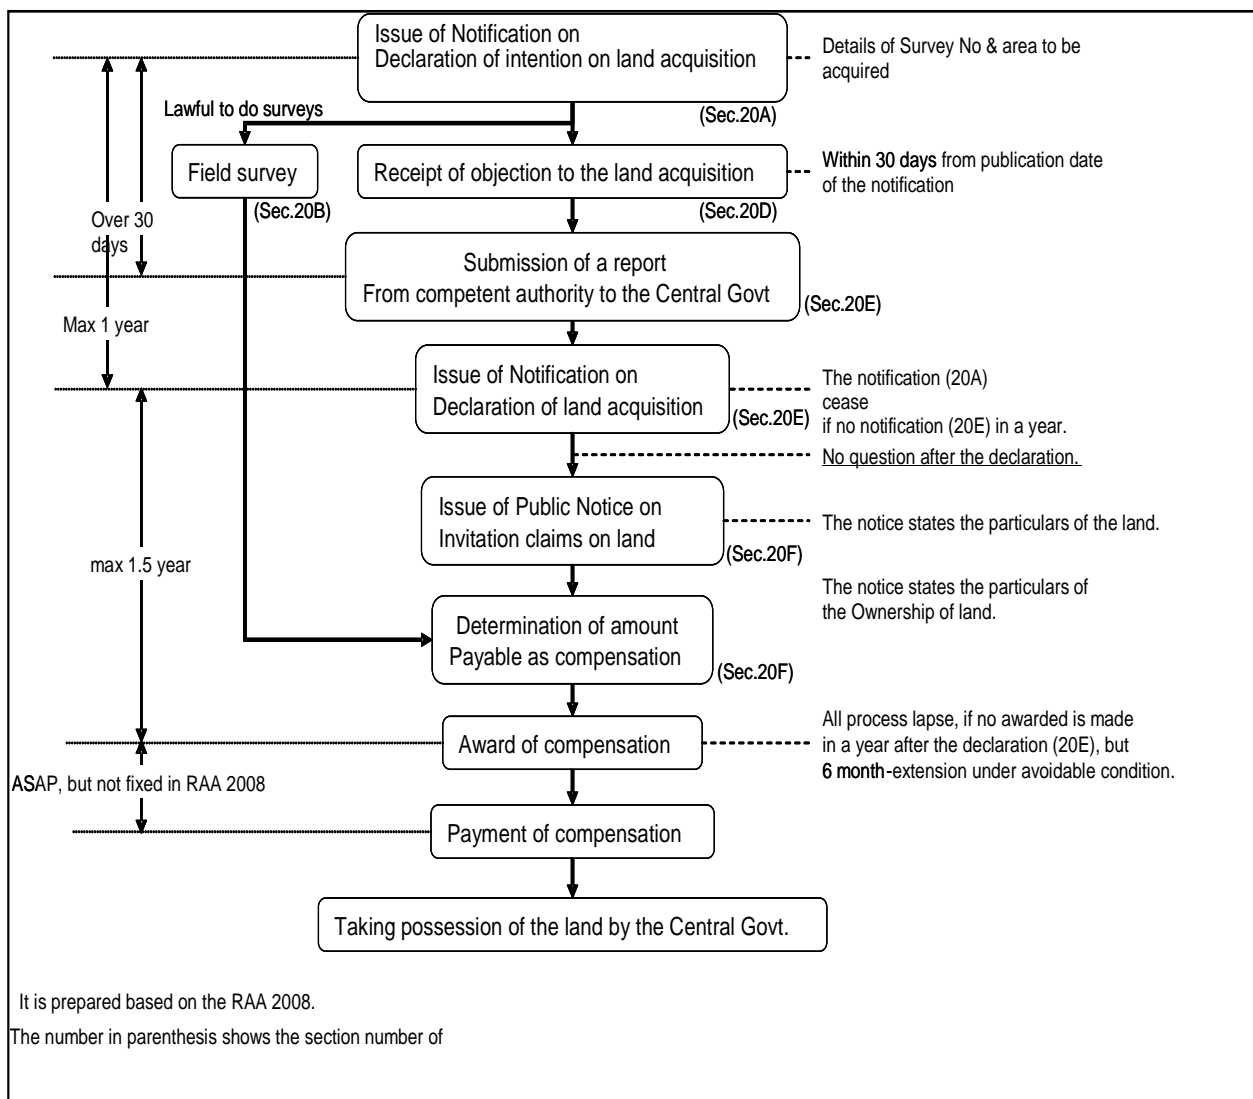 Issue of Notification on
Declaration of intention on land acquisition
Details of Survey No & area to be
acquired
(Sec.20A)
Lawful to do surveys
Field survey
(Sec.20B)
Receipt of objection to the land acquisition
(Sec.20D)
Within 30 days from publication date
of the notification
Over 30
days
Submission of a report
From competent authority to the Central Govt
(Sec.20E)
Max 1 year
Issue of Notification on
Declaration of land acquisition
(Sec.20E)
The notification (20A)
cease
if no notification (20E) in a year.
No question after the declaration.
Issue of Public Notice on
Invitation claims on land
(Sec.20F)
The notice states the particulars of the land.
max 1.5 year
The notice states the particulars of
the Ownership of land.
Determination of amount
Payable as compensation
(Sec.20F)
Award of compensation
All process lapse, if no awarded is made
in a year after the declaration (20E), but
6 month-extension under avoidable condition.
ASAP, but not fixed in RAA 2008
Payment of compensation
Taking possession of the land by the Central Govt.
It is prepared based on the RAA 2008.
The number in parenthesis shows the section number of